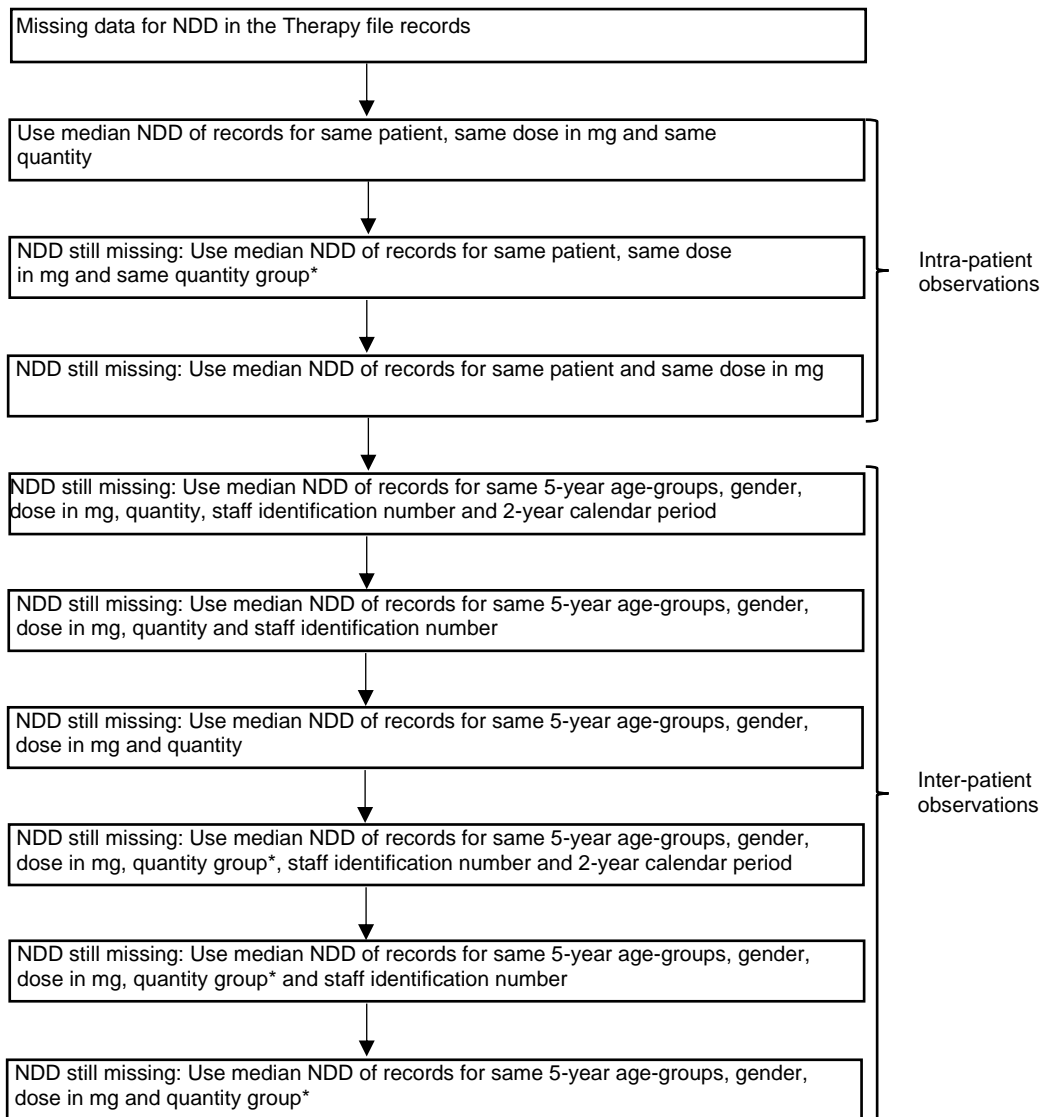 Missing data for NDD in the Therapy file records
Use median NDD of records for same patient, same dose in mg and same
quantity
NDD still missing: Use median NDD of records for same patient, same dose
in mg and same quantity group*
Intra-patient
observations
NDD still missing: Use median NDD of records for same patient and same dose in mg
NDD still missing: Use median NDD of records for same 5-year age-groups, gender,
dose in mg, quantity, staff identification number and 2-year calendar period
NDD still missing: Use median NDD of records for same 5-year age-groups, gender,
dose in mg, quantity and staff identification number
NDD still missing: Use median NDD of records for same 5-year age-groups, gender,
dose in mg and quantity
Inter-patient
observations
NDD still missing: Use median NDD of records for same 5-year age-groups, gender,
dose in mg, quantity group*, staff identification number and 2-year calendar period
NDD still missing: Use median NDD of records for same 5-year age-groups, gender,
dose in mg, quantity group* and staff identification number
NDD still missing: Use median NDD of records for same 5-year age-groups, gender,
dose in mg and quantity group*